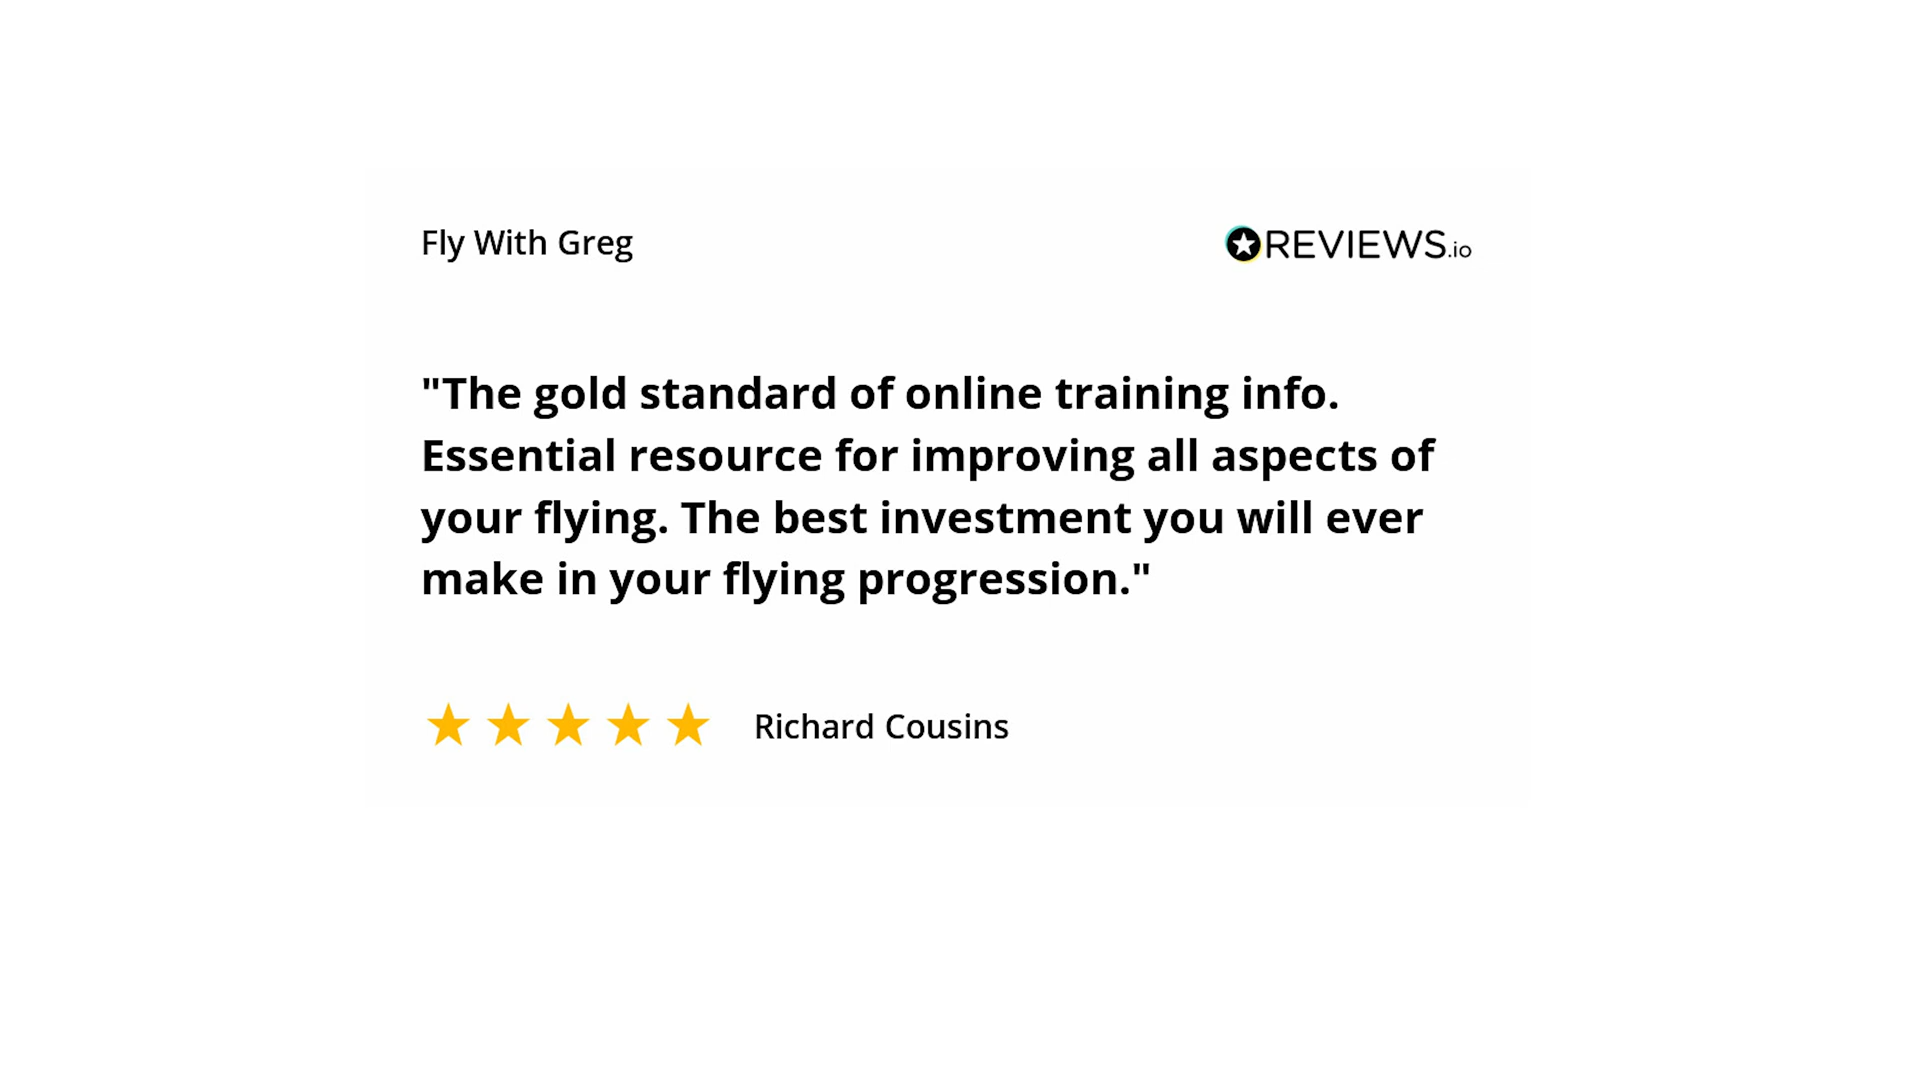 Fly With Greg
REVIEWS.io
"The gold standard of online training info.
Essential resource for improving all aspects of
your flying. The best investment you will ever
make in your flying progression."
Richard Cousins